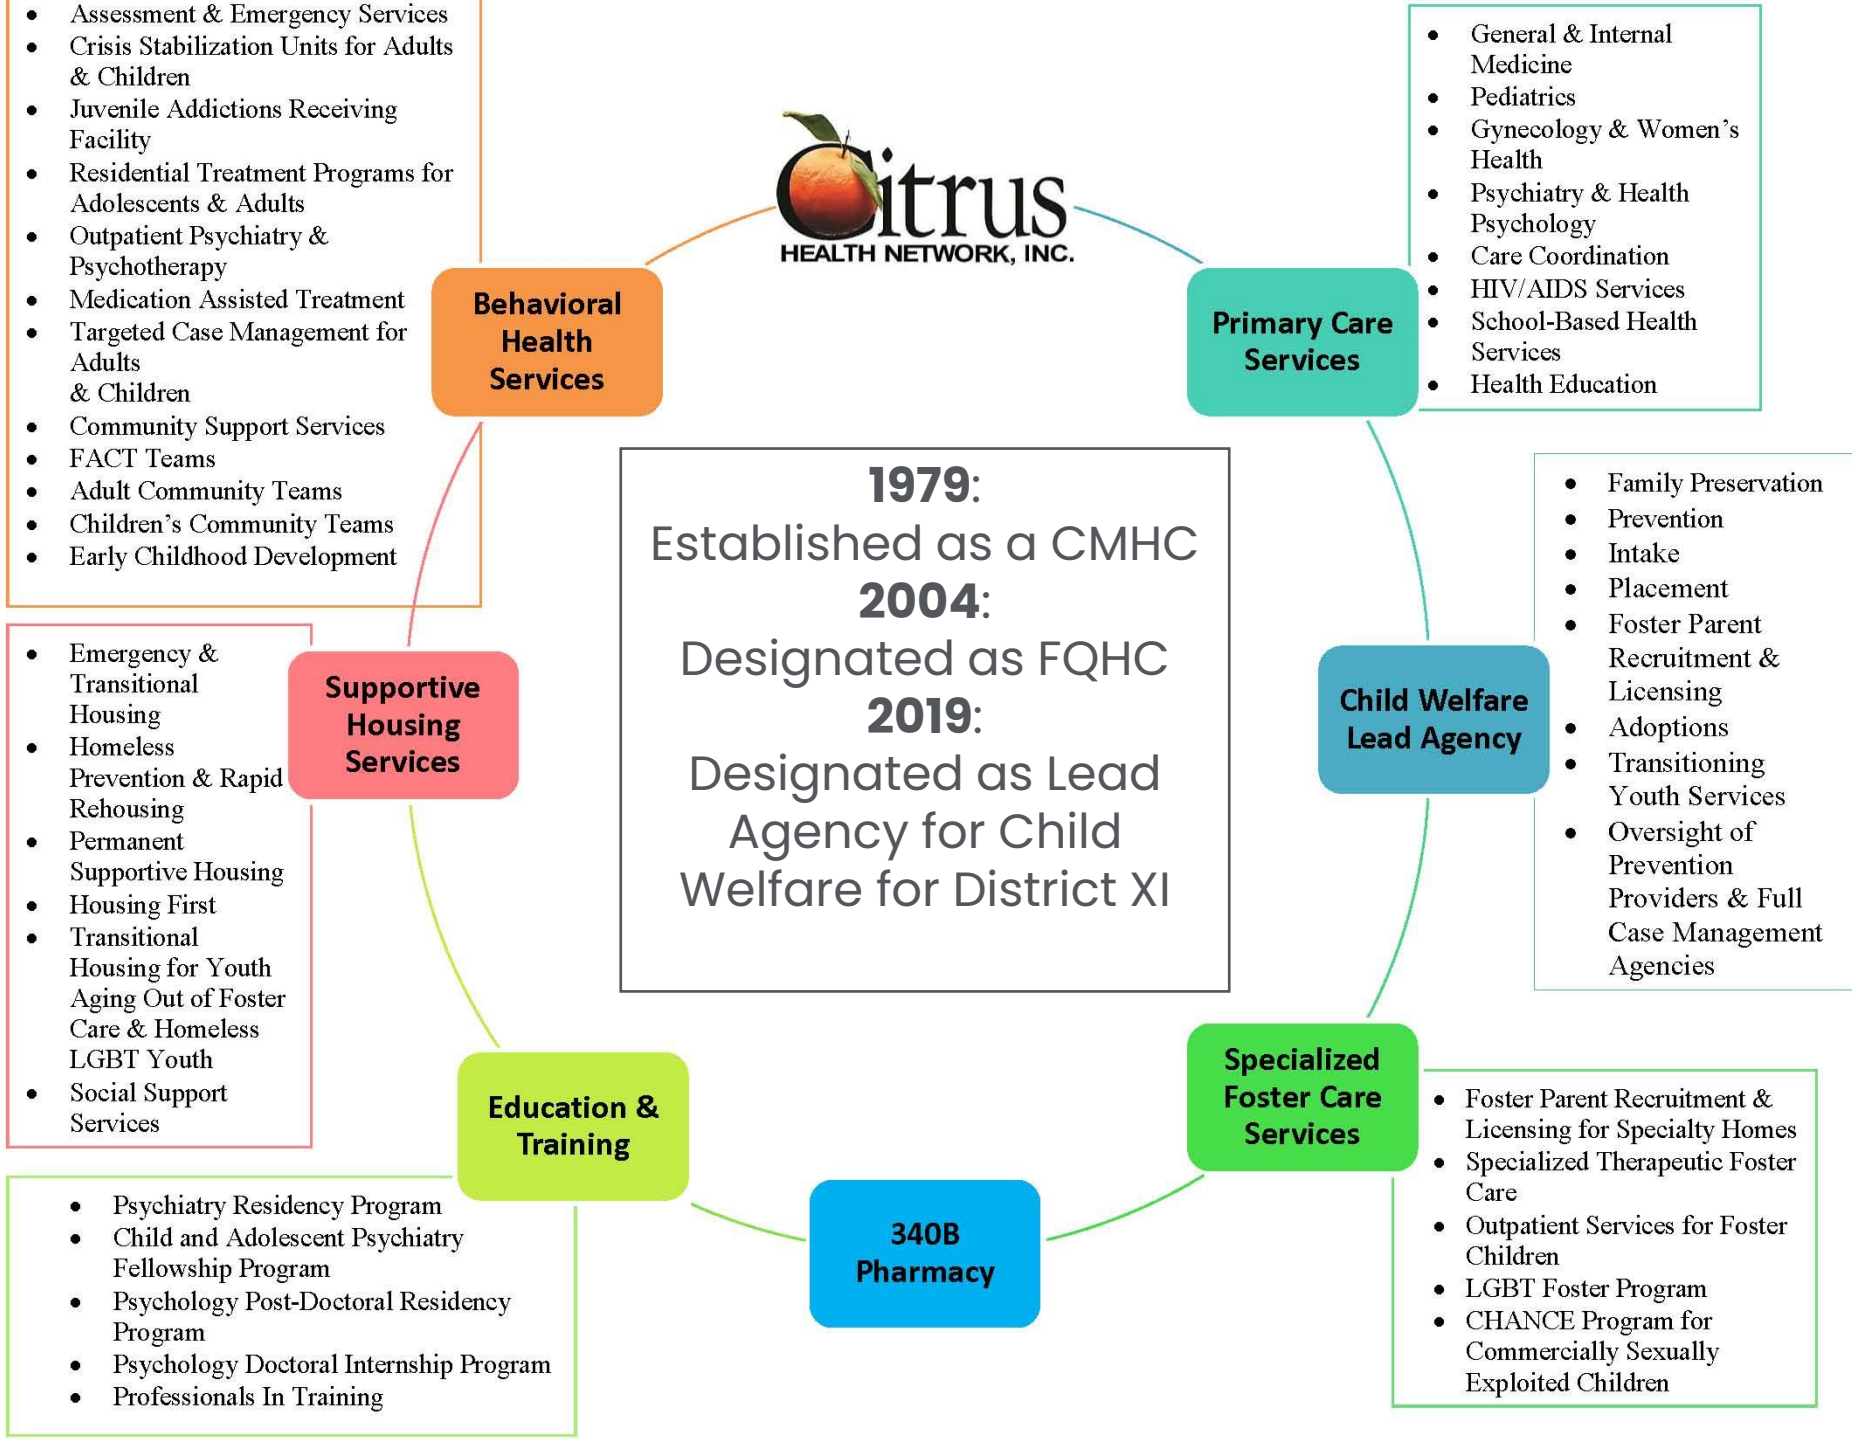 • Assessment & Emergency Services
• Crisis Stabilization Units for Adults
& Children
• Juvenile Addictions Receiving
Facility
• Residential Treatment Programs for
Adolescents & Adults
• Outpatient Psychiatry &
Psychotherapy
• Medication Assisted Treatment
• Targeted Case Management for
Adults
& Children
• Community Support Services
• FACT Teams
• Adult Community Teams
• Children's Community Teams
• Early Childhood Development
Behavioral
Health
Services
Citrus
HEALTH NETWORK, INC.
Primary Care
Services
• General & Internal
Medicine
• Pediatrics
• Gynecology & Women's
Health
• Psychiatry & Health
Psychology
• Care Coordination
• HIV/AIDS Services
• School-Based Health
Services
• Health Education
1979:
Established as a CMHC
2004:
Designated as FQHC
2019:
Designated as Lead
Agency for Child
Welfare for District XI
Child Welfare
Lead Agency
• Family Preservation
• Prevention
• Intake
• Placement
• Foster Parent
Recruitment &
Licensing
• Adoptions
• Transitioning
Youth Services
• Oversight of
Prevention
Providers & Full
Case Management
Agencies
• Emergency &
Transitional
Housing
• Homeless
Prevention & Rapid
Rehousing
• Permanent
Supportive Housing
• Housing First
• Transitional
Housing for Youth
Aging Out of Foster
Care & Homeless
LGBT Youth
• Social Support
Services
Supportive
Housing
Services
Education &
Training
• Psychiatry Residency Program
• Child and Adolescent Psychiatry
Fellowship Program
• Psychology Post-Doctoral Residency
Program
• Psychology Doctoral Internship Program
• Professionals In Training
340B
Pharmacy
Specialized
Foster Care
Services
• Foster Parent Recruitment &
Licensing for Specialty Homes
• Specialized Therapeutic Foster
Care
• Outpatient Services for Foster
Children
• LGBT Foster Program
• CHANCE Program for
Commercially Sexually
Exploited Children